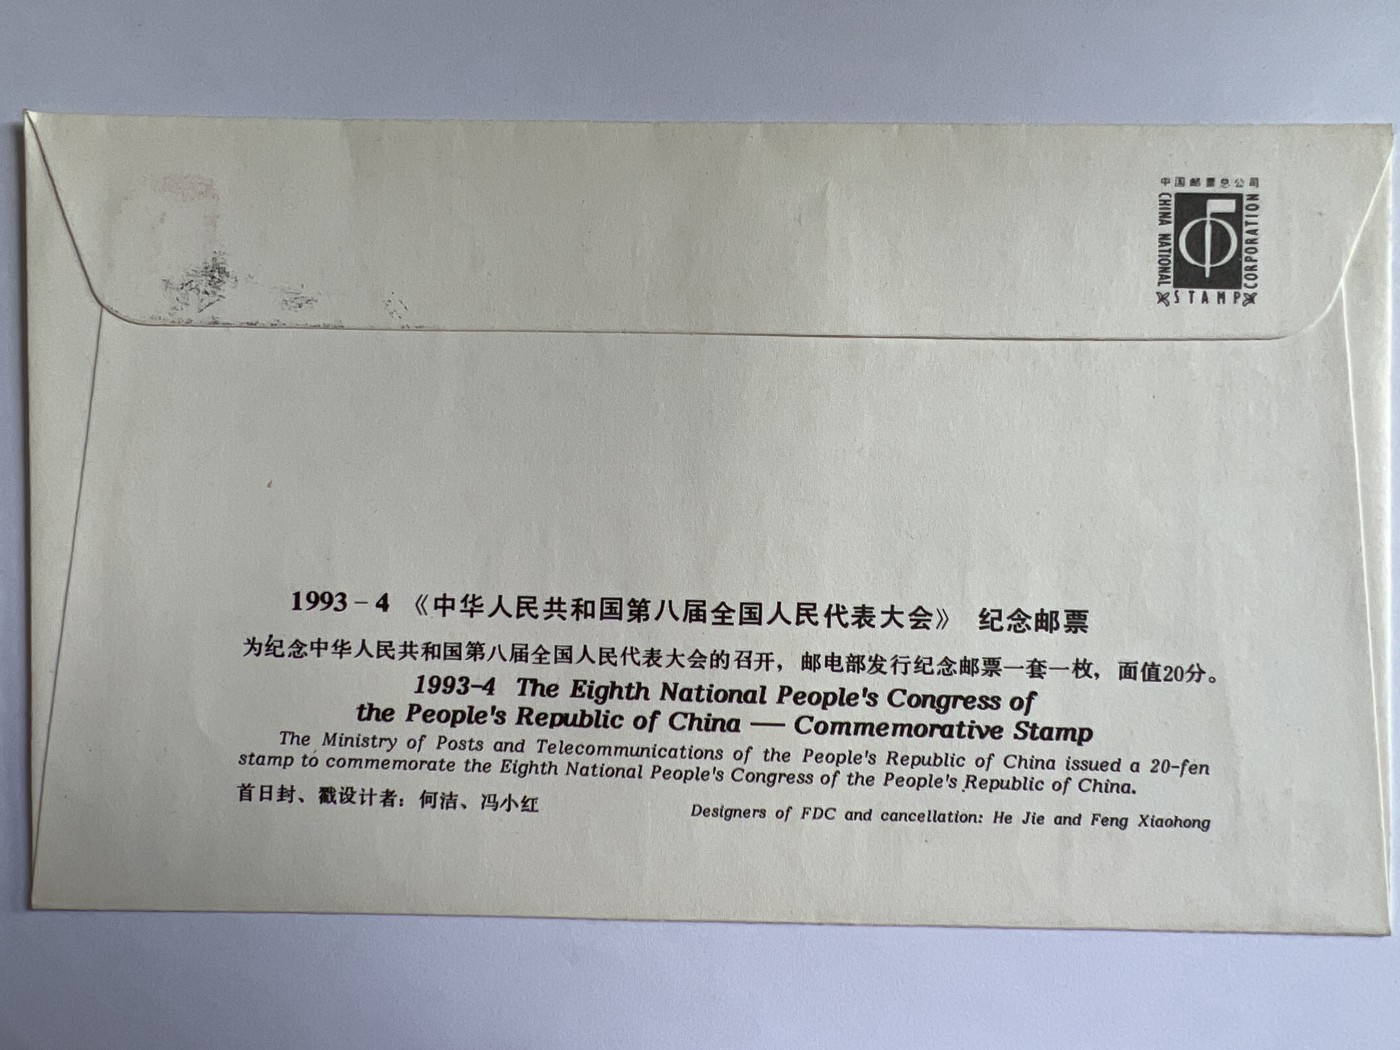 中国邮票总公司
CHINA NATIONAL
STAMP
CORPORATION
1993-4 《中华人民共和国第八届全国人民代表大会》 纪念邮票
为纪念中华人民共和国第八届全国人民代表大会的召开，邮电部发行纪念邮票一套一枚，面值20分。
1993-4 The Eighth National People's Congress of
the People's Republic of China — Commemorative Stamp
The Ministry of Posts and Telecommunications of the People's Republic of China issued a 20-fen
stamp to commemorate the Eighth National People's Congress of the People's Republic of China.
首日封、戳设计者：何洁、冯小红
Designers of FDC and cancellation: He Jie and Feng Xiaohong